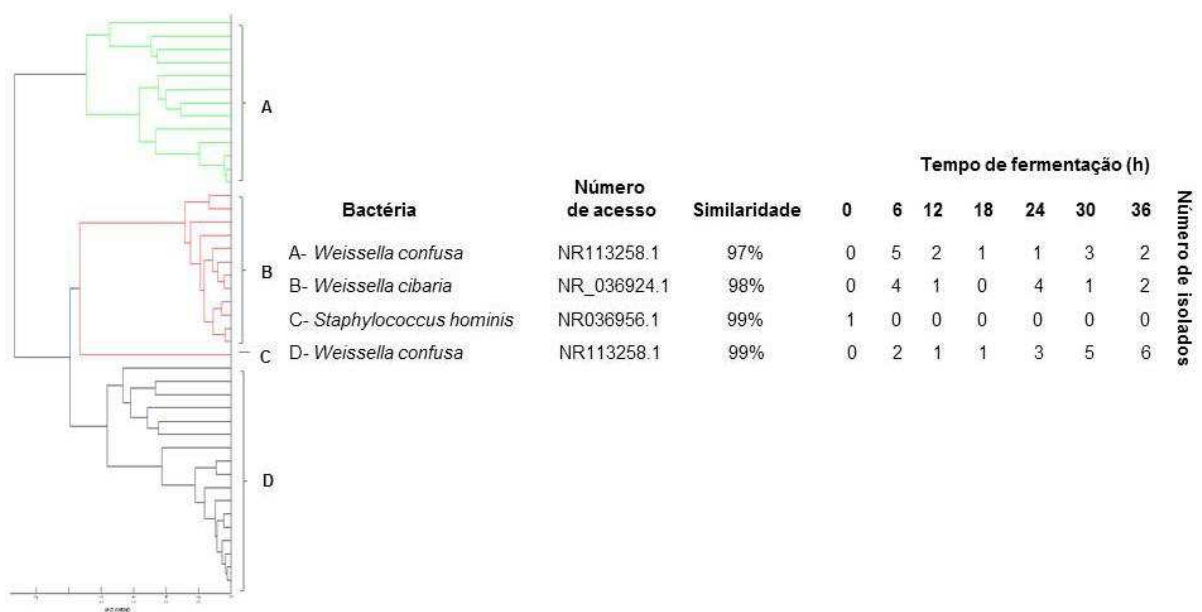 A
B
C
D
Tempo de fermentação (h)
Bactéria Número de acesso Similaridade 0 6 12 18 24 30 36
A- Weissella confusa NR113258.1 97% 0 5 2 1 1 3 2
B- Weissella cibaria NR_036924.1 98% 0 4 1 0 4 1 2
C- Staphylococcus hominis NR036956.1 99% 1 0 0 0 0 0 0
D- Weissella confusa NR113258.1 99% 0 2 1 1 3 5 6
Número de isolados